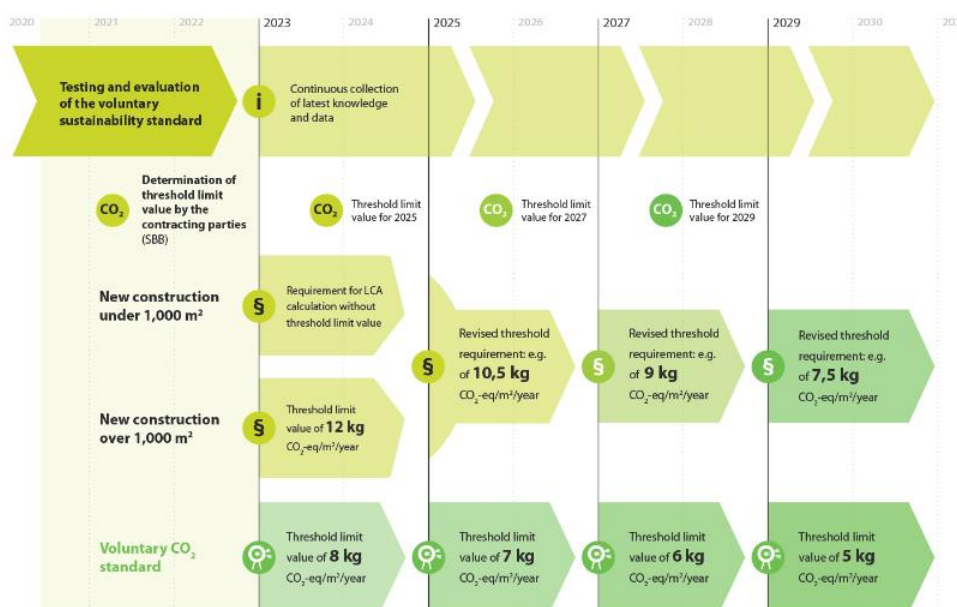 2020
2021
2022
2023
2024
2025
2026
2027
2028
2029
2030
Testing and evaluation
of the voluntary
sustainability standard
i
Continuous collection
of latest knowledge
and data
CO₂
Determination of
threshold limit
value by the
contracting parties
(SBB)
CO₂
Threshold limit
value for 2025
CO₂
Threshold limit
value for 2027
CO₂
Threshold limit
value for 2029
New construction
under 1,000 m²
§
Requirement for LCA
calculation without
threshold limit value
New construction
over 1,000 m²
§
Threshold limit
value of 12 kg
CO₂-eq/m²/year
§
Revised threshold
requirement: e.g.
of 10,5 kg
CO₂-eq/m²/year
§
Revised threshold
requirement: e.g.
of 9 kg
CO₂-eq/m²/year
§
Revised threshold
requirement: e.g.
of 7,5 kg
CO₂-eq/m²/year
Voluntary CO₂
standard
Threshold limit
value of 8 kg
CO₂-eq/m²/year
Threshold limit
value of 7 kg
CO₂-eq/m²/year
Threshold limit
value of 6 kg
CO₂-eq/m²/year
Threshold limit
value of 5 kg
CO₂-eq/m²/year